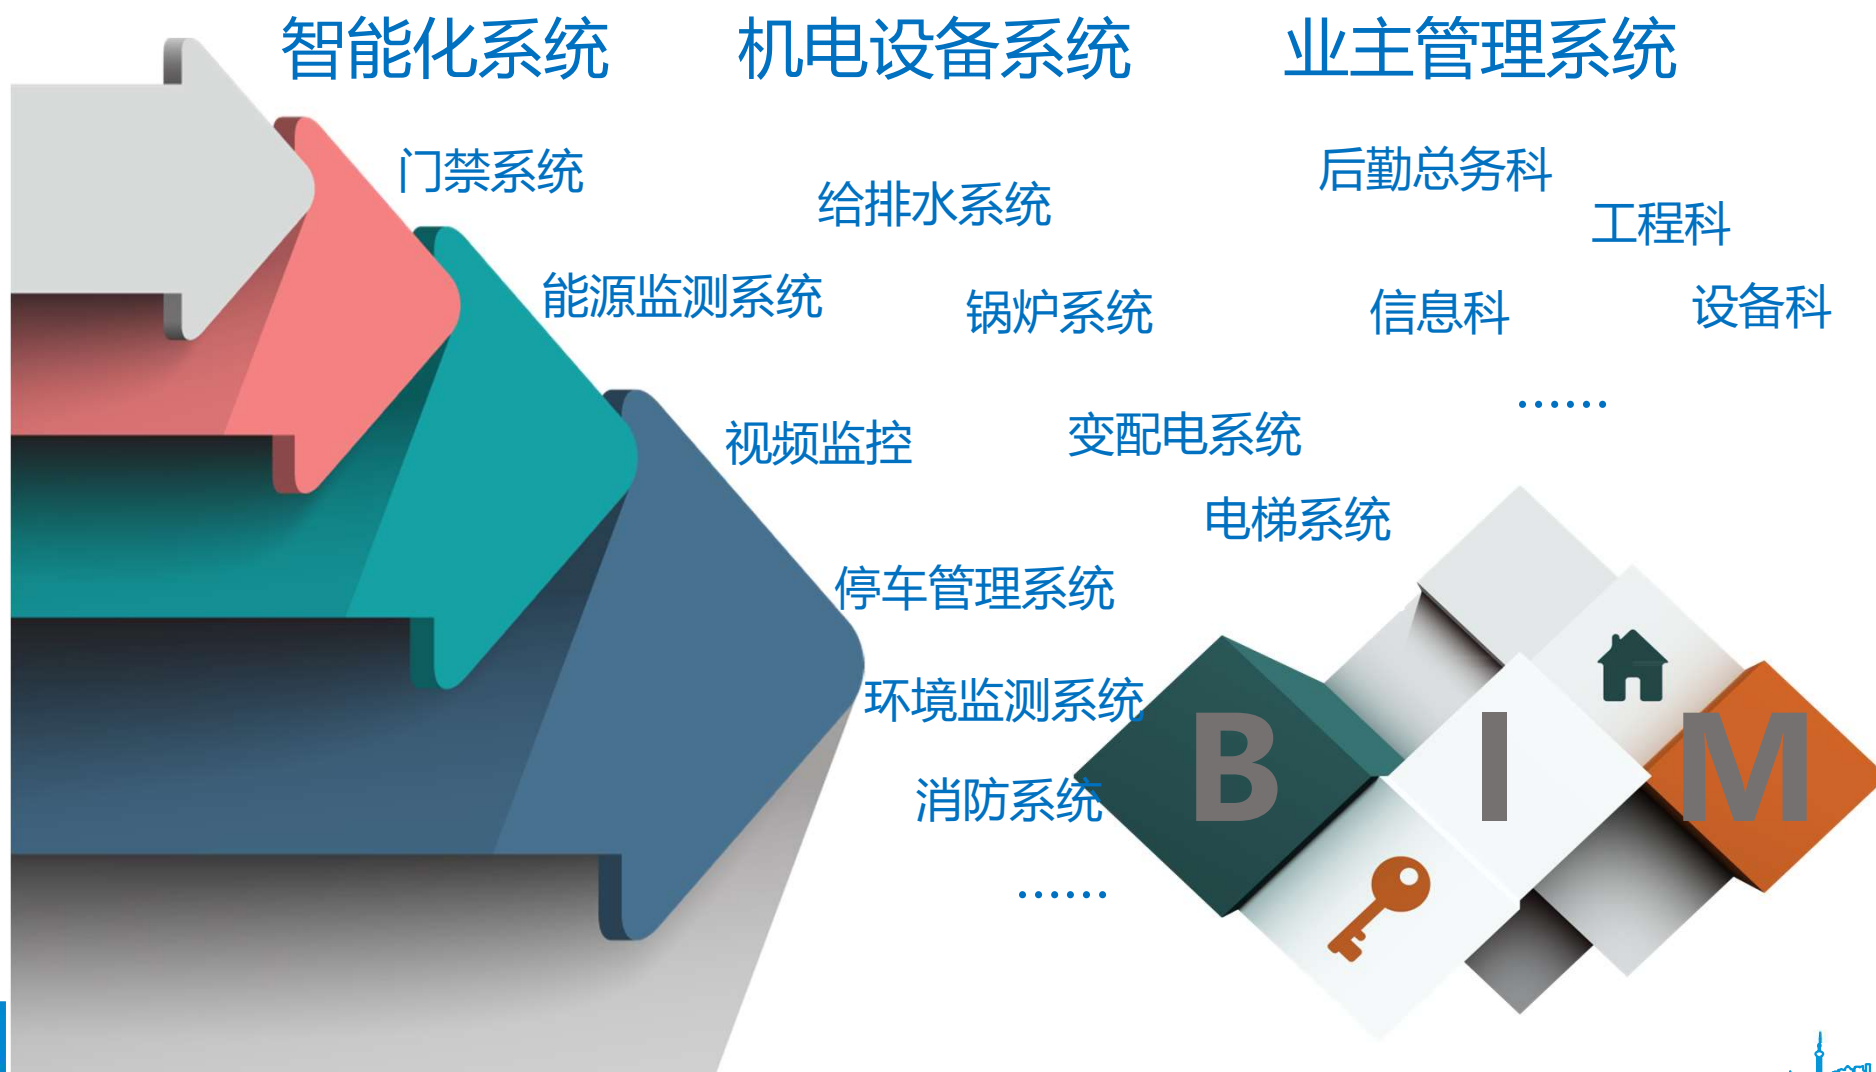 智能化系统
机电设备系统
业主管理系统
门禁系统
给排水系统
后勤总务科
工程科
能源监测系统
锅炉系统
信息科
设备科
……
视频监控
变配电系统
电梯系统
停车管理系统
环境监测系统
消防系统
……
B I M